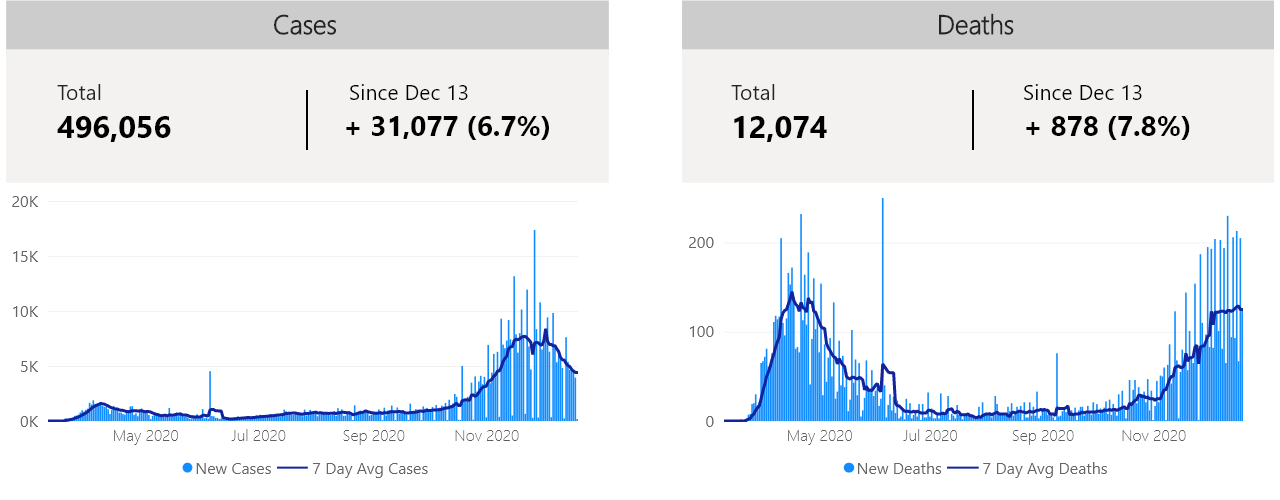 Cases
Total
Since Dec 13
496,056
+ 31,077 (6.7%)
20K
15K
10K
5K
0K
May 2020
Jul 2020
Sep 2020
Nov 2020
New Cases
7 Day Avg Cases
Deaths
Total
Since Dec 13
12,074
+ 878 (7.8%)
200
100
0
May 2020
Jul 2020
Sep 2020
Nov 2020
New Deaths
7 Day Avg Deaths